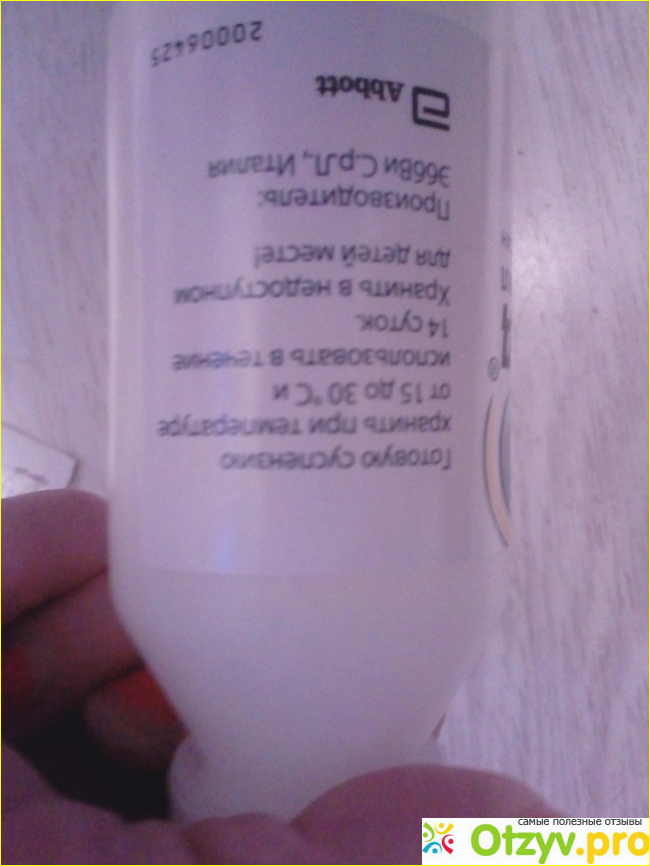 Готовую суспензию
хранить при температуре
от 15 до 30°С и
использовать в течение
14 суток.
Хранить в недоступном
для детей месте!
Производитель:
ЭббВи С.р.Л., Италия
Abbott
20006425
самые полезные отзывы
Otzyv.pro